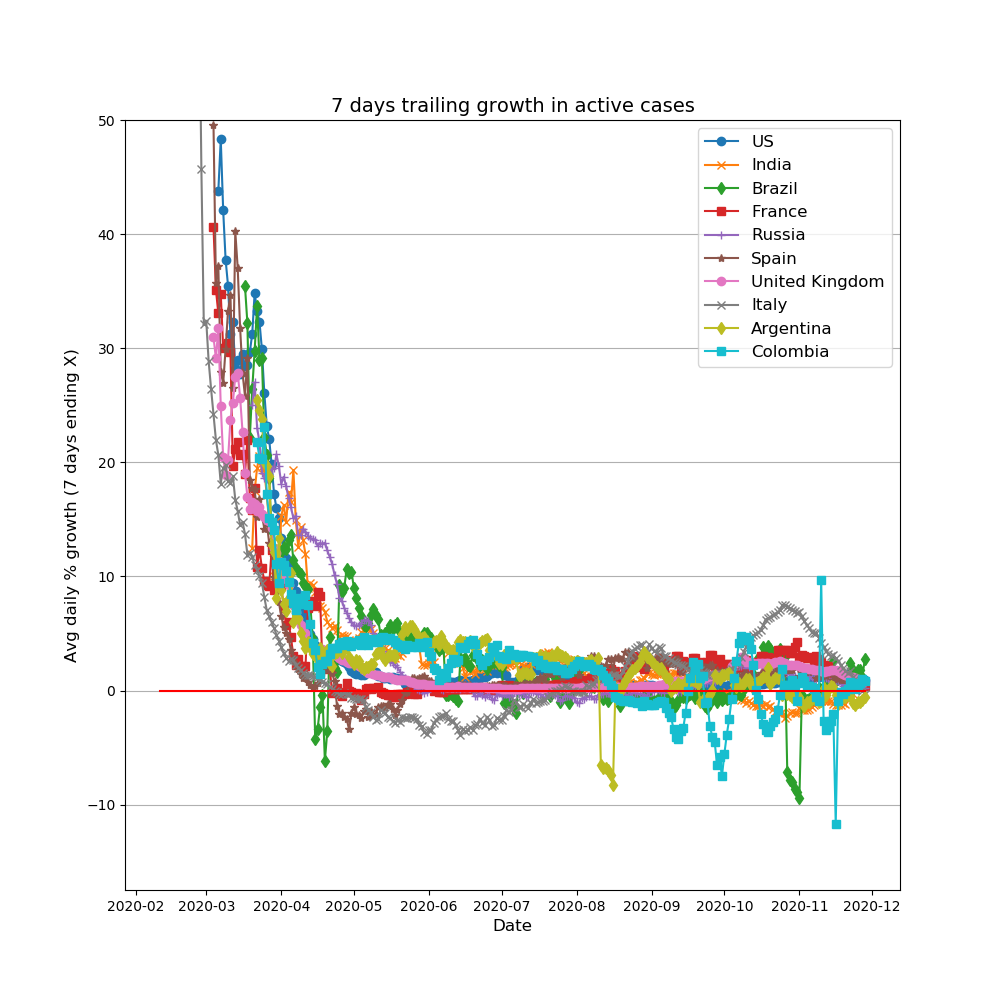 7 days trailing growth in active cases
50
40
30
20
10
0
−10
Avg daily % growth (7 days ending X)
US
India
Brazil
France
Russia
Spain
United Kingdom
Italy
Argentina
Colombia
2020-02 2020-03 2020-04 2020-05 2020-06 2020-07 2020-08 2020-09 2020-10 2020-11 2020-12
Date